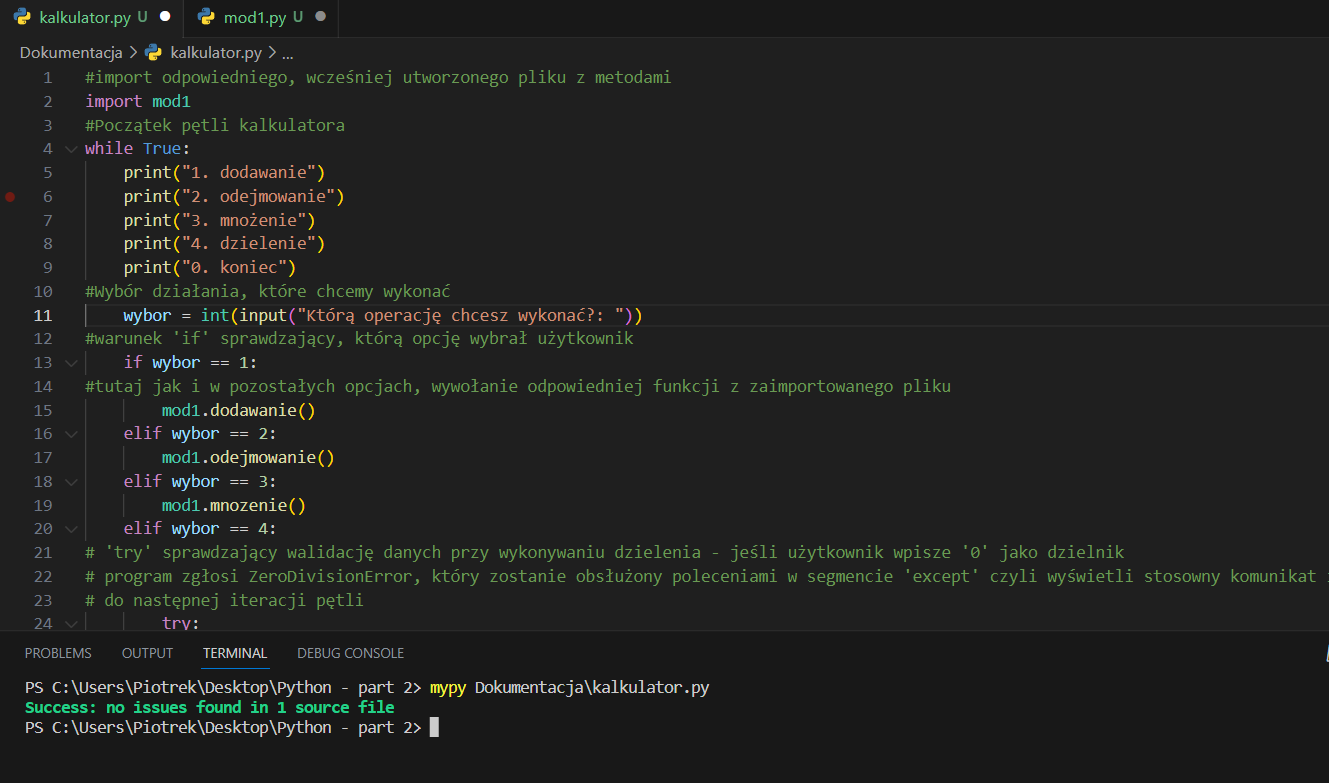 kalkulator.py U
mod1.py U
Dokumentacja > kalkulator.py > ...
1 #import odpowiedniego, wcześniej utworzonego pliku z metodami
2 import mod1
3 #Początek pętli kalkulatora
4 while True:
5 print("1. dodawanie")
6 print("2. odejmowanie")
7 print("3. mnożenie")
8 print("4. dzielenie")
9 print("0. koniec")
10 #Wybór działania, które chcemy wykonać
11 wybor = int(input("Którą operację chcesz wykonać?: "))
12 #warunek 'if' sprawdzający, którą opcję wybrał użytkownik
13 if wybor == 1:
14 #tutaj jak i w pozostałych opcjach, wywołanie odpowiedniej funkcji z zaimportowanego pliku
15 mod1.dodawanie()
16 elif wybor == 2:
17 mod1.odejmowanie()
18 elif wybor == 3:
19 mod1.mnozenie()
20 elif wybor == 4:
21 # 'try' sprawdzający walidację danych przy wykonywaniu dzielenia - jeśli użytkownik wpisze '0' jako dzielnik
22 # program zgłosi ZeroDivisionError, który zostanie obsłużony poleceniami w segmencie 'except' czyli wyświetli stosowny komunikat
23 # do następnej iteracji pętli
24 try:
PROBLEMS OUTPUT TERMINAL DEBUG CONSOLE
PS C:\Users\Piotrek\Desktop\Python - part 2> mypy Dokumentacja\kalkulator.py
Success: no issues found in 1 source file
PS C:\Users\Piotrek\Desktop\Python - part 2>